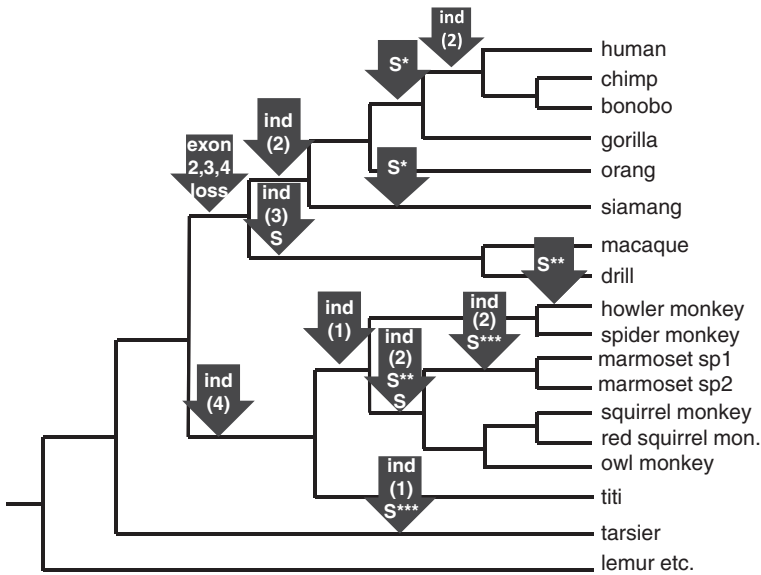 ind
(2)
human
S*
chimp
bonobo
ind
(2)
gorilla
exon
2,3,4
loss
S*
orang
ind
(3)
S
siamang
macaque
S**
drill
ind
(1)
ind
(2)
S***
howler monkey
spider monkey
ind
(2)
S**
S
marmoset sp1
marmoset sp2
ind
(4)
squirrel monkey
red squirrel mon.
owl monkey
ind
(1)
S***
titi
tarsier
lemur etc.